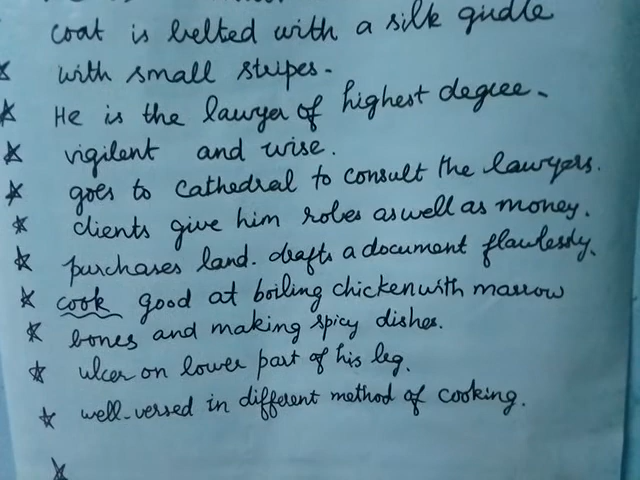 coat is belted with a silk girdle
with small stripes.
He is the lawyer of highest degree.
vigilent and wise.
goes to cathedral to consult the lawyers.
clients give him robes as well as money.
purchases land. drafts a document flawlessly.
cook good at boiling chicken with marrow
bones and making spicy dishes.
ulcer on lower part of his leg.
well-versed in different method of cooking.